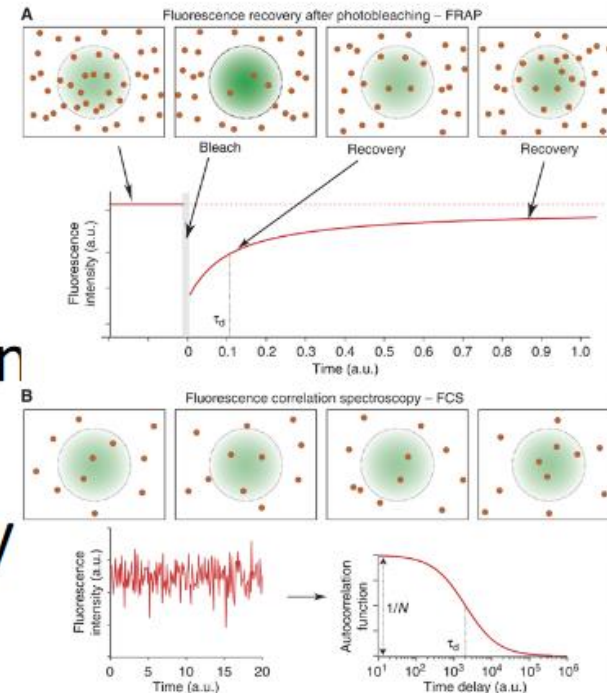 A Fluorescence recovery after photobleaching – FRAP
Bleach
Recovery
Recovery
Fluorescence
intensity (a.u.)
τd
0 0.1 0.2 0.3 0.4 0.5 0.6 0.7 0.8 0.9 1.0
Time (a.u.)
n
B Fluorescence correlation spectroscopy – FCS
y
Fluorescence
intensity (a.u.)
0 5 10 15 20
Time (a.u.)
Autocorrelation
function
1/N
τd
10¹ 10² 10³ 10⁴ 10⁵ 10⁶
Time delay (a.u.)